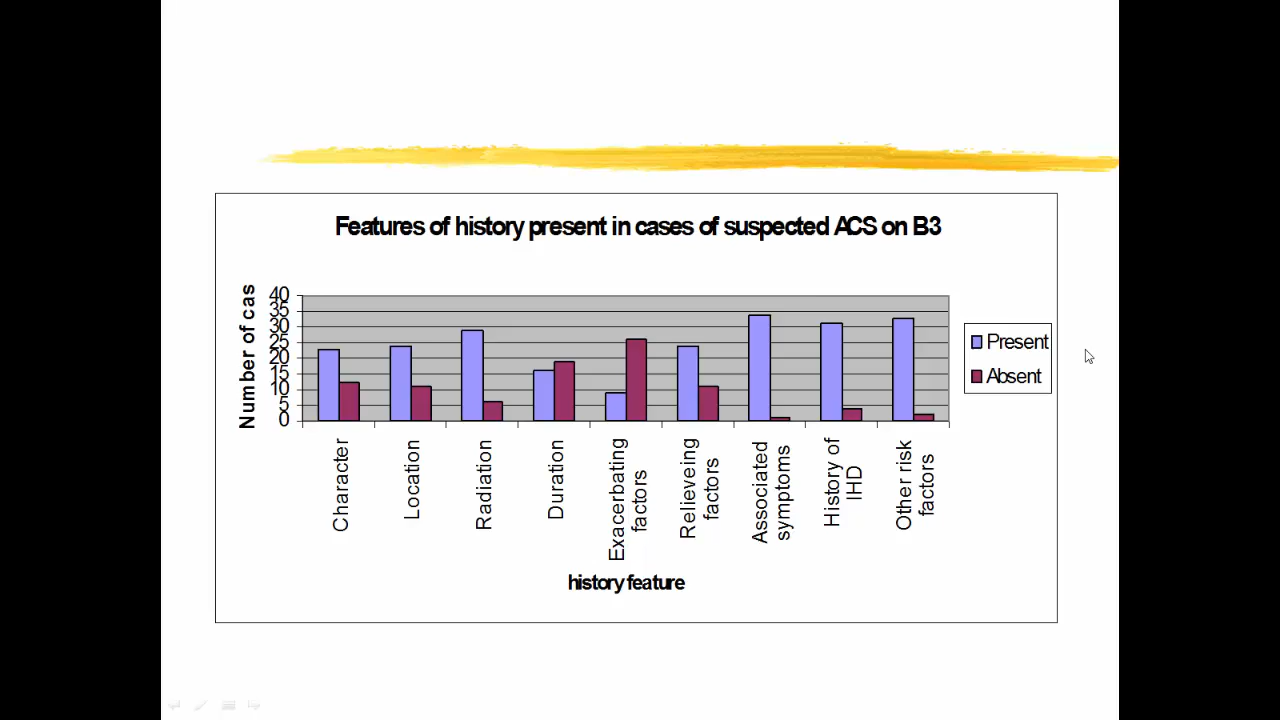 Features of history present in cases of suspected ACS on B3
Number of cas
40
35
30
25
20
15
10
5
0
Character
Location
Radiation
Duration
Exacerbating
factors
Relieveing
factors
Associated
symptoms
History of
IHD
Other risk
factors
history feature
Present
Absent